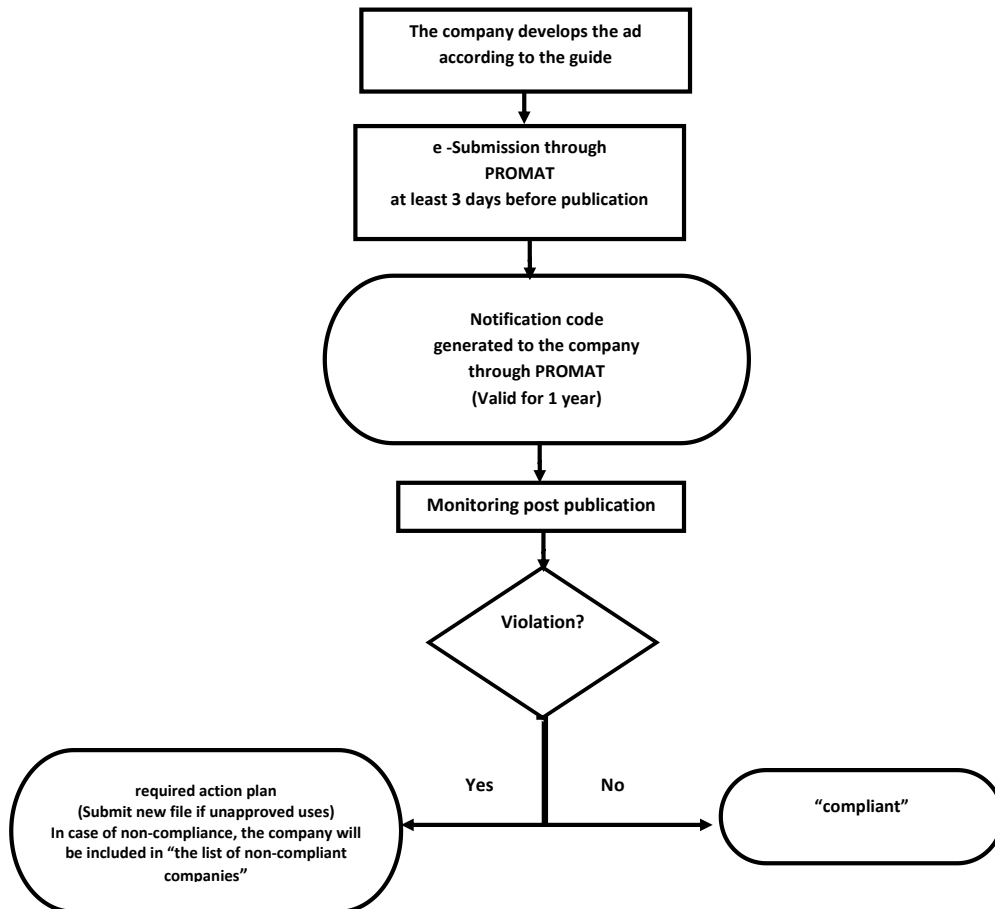 The company develops the ad
according to the guide
e -Submission through
PROMAT
at least 3 days before publication
Notification code
generated to the company
through PROMAT
(Valid for 1 year)
Monitoring post publication
Violation?
Yes
No
required action plan
(Submit new file if unapproved uses)
In case of non-compliance, the company will
be included in “the list of non-compliant
companies”
“compliant”